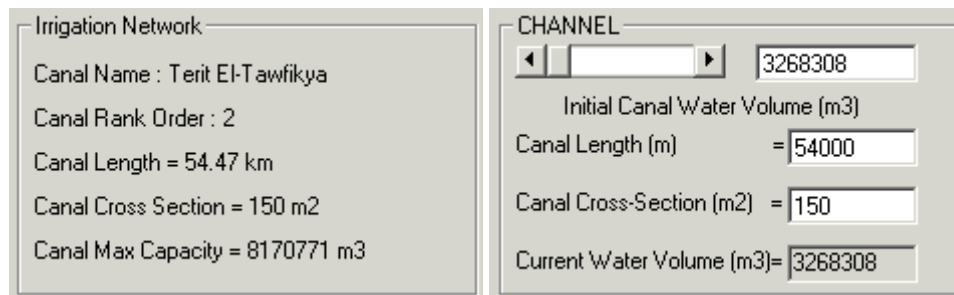 Irrigation Network
Canal Name : Terit El-Tawfikya
Canal Rank Order : 2
Canal Length = 54.47 km
Canal Cross Section = 150 m2
Canal Max Capacity = 8170771 m3
CHANNEL
3268308
Initial Canal Water Volume (m3)
Canal Length (m) = 54000
Canal Cross-Section (m2) = 150
Current Water Volume (m3)= 3268308